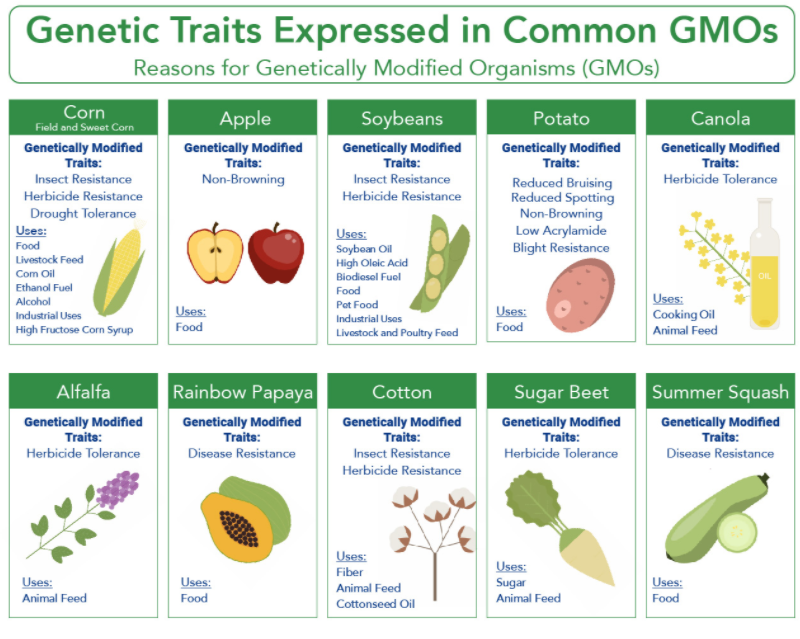 Genetic Traits Expressed in Common GMOs
Reasons for Genetically Modified Organisms (GMOs)
Corn
Field and Sweet Corn
Genetically Modified
Traits:
Insect Resistance
Herbicide Resistance
Drought Tolerance
Uses:
Food
Livestock Feed
Corn Oil
Ethanol Fuel
Alcohol
Industrial Uses
High Fructose Corn Syrup
Apple
Genetically Modified
Traits:
Non-Browning
Uses:
Food
Soybeans
Genetically Modified
Traits:
Insect Resistance
Herbicide Resistance
Uses:
Soybean Oil
High Oleic Acid
Biodiesel Fuel
Food
Pet Food
Industrial Uses
Livestock and Poultry Feed
Potato
Genetically Modified
Traits:
Reduced Bruising
Reduced Spotting
Non-Browning
Low Acrylamide
Blight Resistance
Uses:
Food
Canola
Genetically Modified
Traits:
Herbicide Tolerance
OIL
Uses:
Cooking Oil
Animal Feed
Alfalfa
Genetically Modified
Traits:
Herbicide Tolerance
Uses:
Animal Feed
Rainbow Papaya
Genetically Modified
Traits:
Disease Resistance
Uses:
Food
Cotton
Genetically Modified
Traits:
Insect Resistance
Herbicide Resistance
Uses:
Fiber
Animal Feed
Cottonseed Oil
Sugar Beet
Genetically Modified
Traits:
Herbicide Tolerance
Uses:
Sugar
Animal Feed
Summer Squash
Genetically Modified
Traits:
Disease Resistance
Uses:
Food